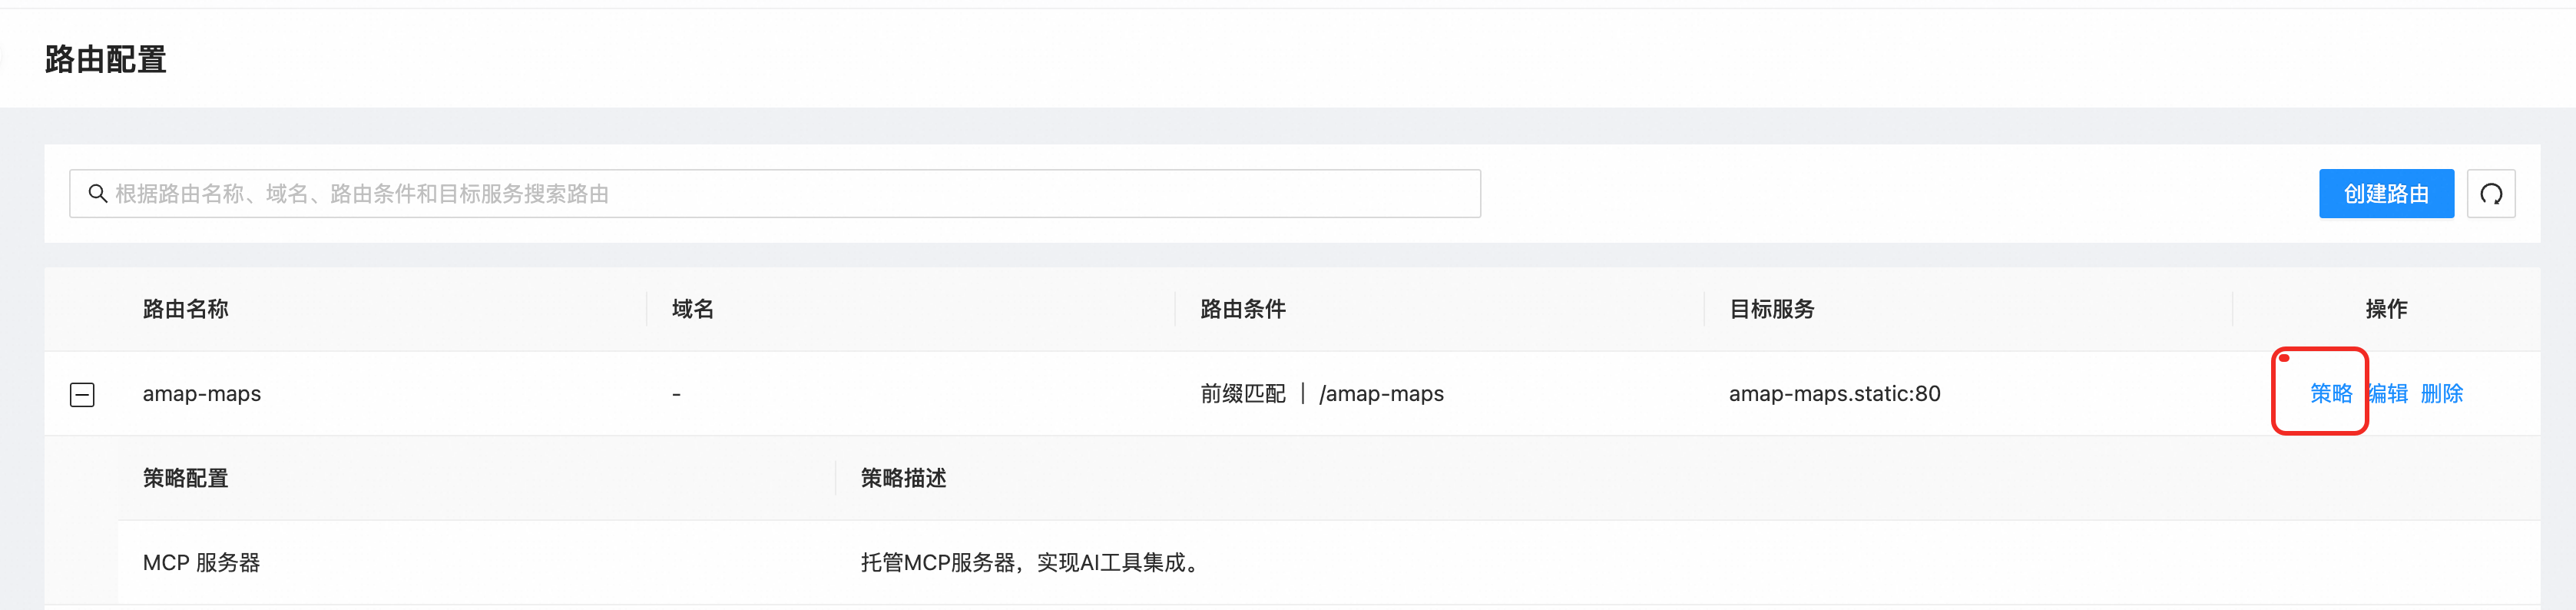 路由配置
根据路由名称、域名、路由条件和目标服务搜索路由
创建路由
路由名称 域名 路由条件 目标服务 操作
amap-maps - 前缀匹配 | /amap-maps amap-maps.static:80 策略 编辑 删除
策略配置 策略描述
MCP 服务器 托管MCP服务器，实现AI工具集成。